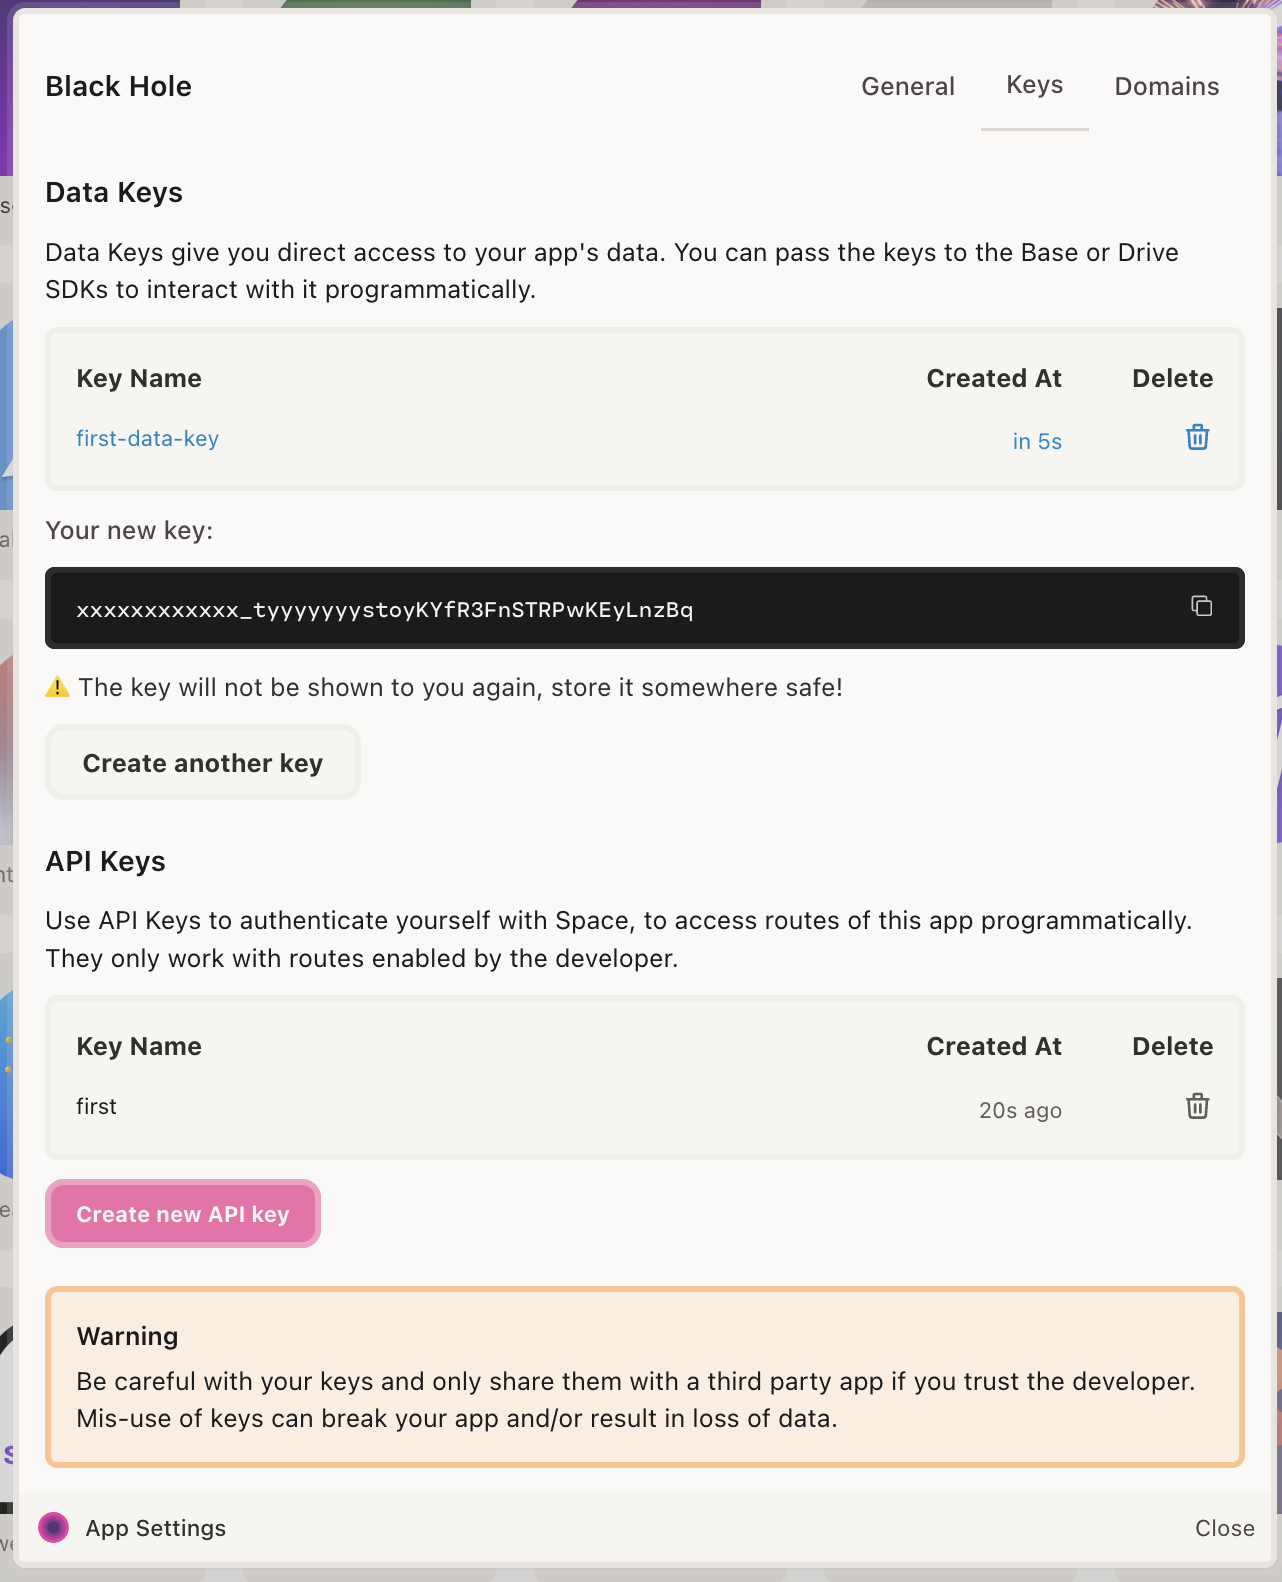 Black Hole
General
Keys
Domains
Data Keys
Data Keys give you direct access to your app's data. You can pass the keys to the Base or Drive
SDKs to interact with it programmatically.
Key Name
Created At
Delete
first-data-key
in 5s
Your new key:
xxxxxxxxxxxx_tyyyyyyystoyKYfR3FnSTRPwKEyLnzBq
⚠️ The key will not be shown to you again, store it somewhere safe!
Create another key
API Keys
Use API Keys to authenticate yourself with Space, to access routes of this app programmatically.
They only work with routes enabled by the developer.
Key Name
Created At
Delete
first
20s ago
Create new API key
Warning
Be careful with your keys and only share them with a third party app if you trust the developer.
Mis-use of keys can break your app and/or result in loss of data.
App Settings
Close